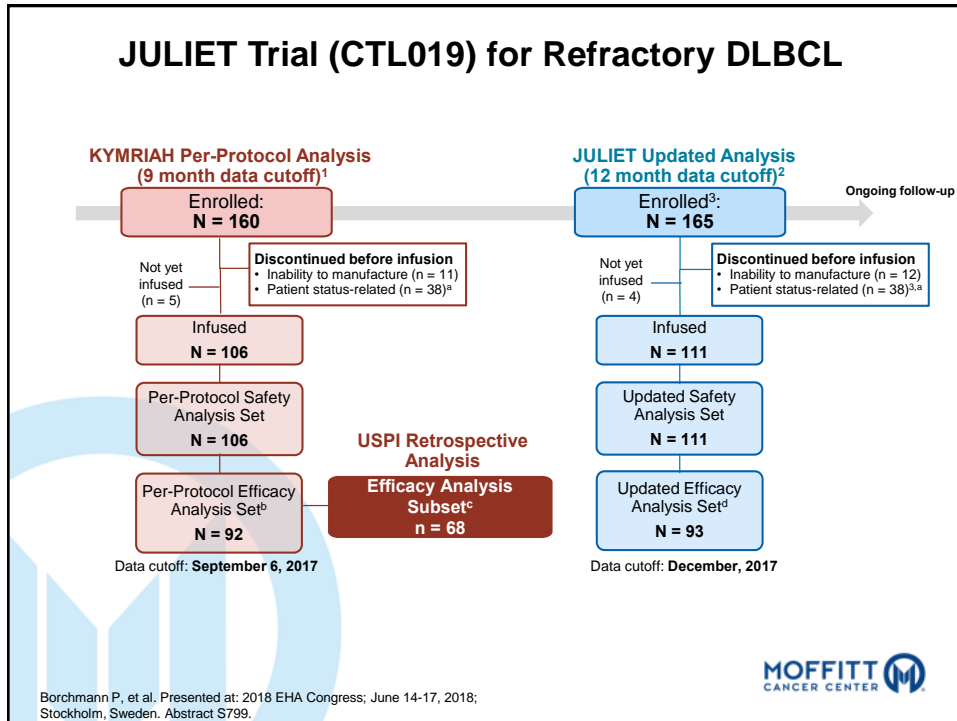 JULIET Trial (CTL019) for Refractory DLBCL
KYMRIAH Per-Protocol Analysis
(9 month data cutoff)1
Enrolled:
N = 160
Not yet
infused
(n = 5)
Discontinued before infusion
• Inability to manufacture (n = 11)
• Patient status-related (n = 38)a
Infused
N = 106
Per-Protocol Safety
Analysis Set
N = 106
Per-Protocol Efficacy
Analysis Setb
N = 92
Data cutoff: September 6, 2017
USPI Retrospective
Analysis
Efficacy Analysis
Subsetc
n = 68
JULIET Updated Analysis
(12 month data cutoff)2
Ongoing follow-up
Enrolled3:
N = 165
Not yet
infused
(n = 4)
Discontinued before infusion
• Inability to manufacture (n = 12)
• Patient status-related (n = 38)3,a
Infused
N = 111
Updated Safety
Analysis Set
N = 111
Updated Efficacy
Analysis Setd
N = 93
Data cutoff: December, 2017
Borchmann P, et al. Presented at: 2018 EHA Congress; June 14-17, 2018;
Stockholm, Sweden. Abstract S799.
MOFFITT
CANCER CENTER